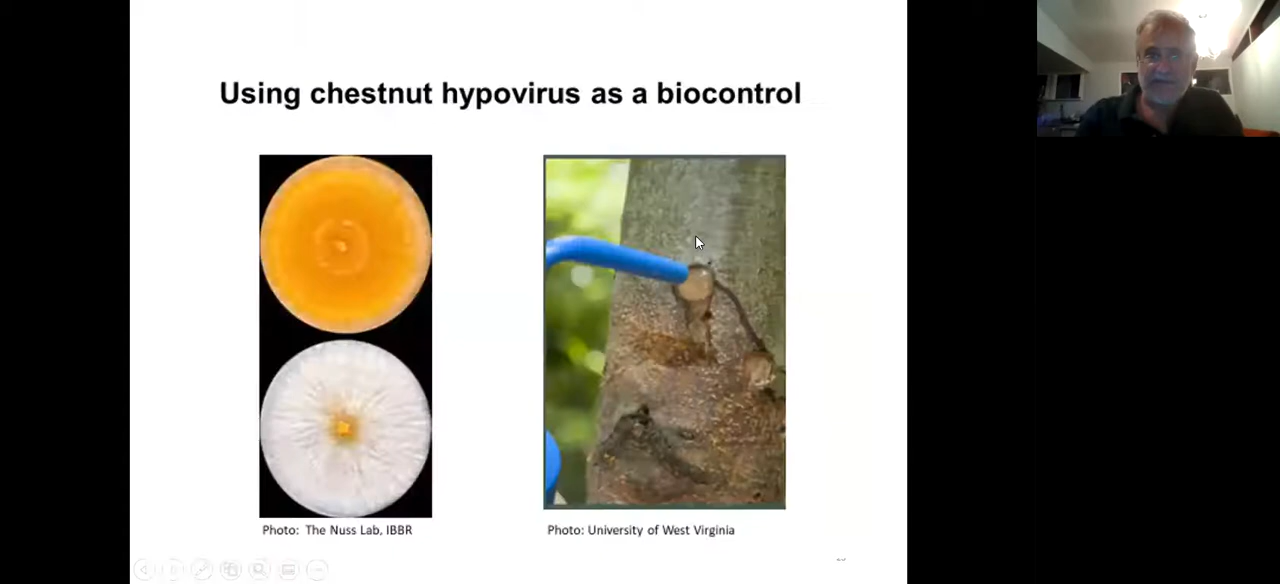 Using chestnut hypovirus as a biocontrol
Photo: The Nuss Lab, IBBR
Photo: University of West Virginia